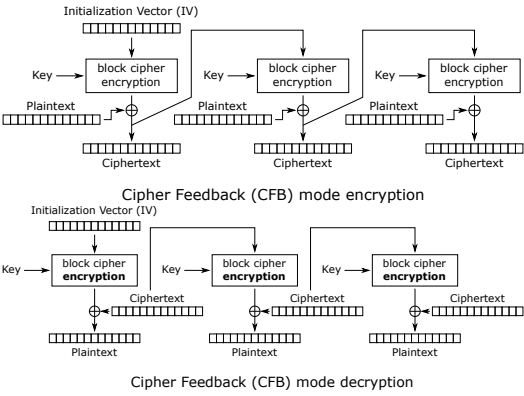 Initialization Vector (IV)
Key
block cipher
encryption
Plaintext
Ciphertext
Key
block cipher
encryption
Plaintext
Ciphertext
Key
block cipher
encryption
Plaintext
Ciphertext
Cipher Feedback (CFB) mode encryption
Initialization Vector (IV)
Key
block cipher
encryption
Ciphertext
Plaintext
Key
block cipher
encryption
Ciphertext
Plaintext
Key
block cipher
encryption
Ciphertext
Plaintext
Cipher Feedback (CFB) mode decryption